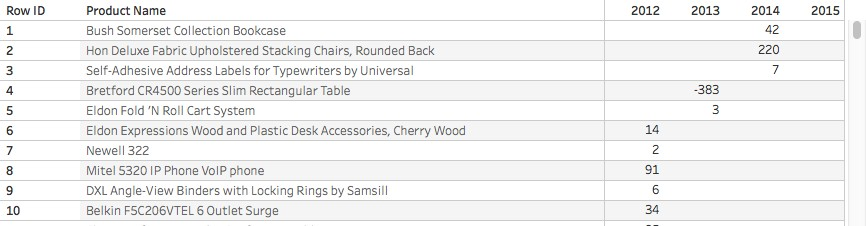 Row ID Product Name 2012 2013 2014 2015
1 Bush Somerset Collection Bookcase 42
2 Hon Deluxe Fabric Upholstered Stacking Chairs, Rounded Back 220
3 Self-Adhesive Address Labels for Typewriters by Universal 7
4 Bretford CR4500 Series Slim Rectangular Table -383
5 Eldon Fold 'N Roll Cart System 3
6 Eldon Expressions Wood and Plastic Desk Accessories, Cherry Wood 14
7 Newell 322 2
8 Mitel 5320 IP Phone VoIP phone 91
9 DXL Angle-View Binders with Locking Rings by Samsill 6
10 Belkin F5C206VTEL 6 Outlet Surge 34